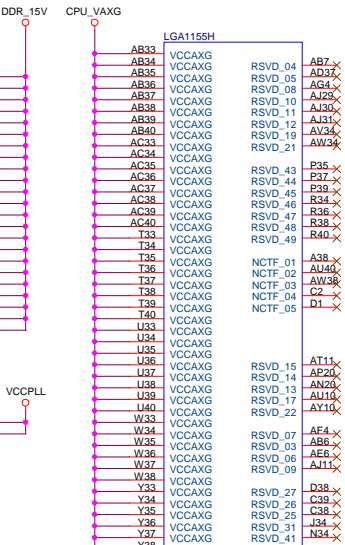 DDR_15V CPU_VAXG
LGA1155H
AB33 VCCAXG
AB34 VCCAXG RSVD_04 AB7
AB35 VCCAXG RSVD_05 AD37
AB36 VCCAXG RSVD_08 AG4
AB37 VCCAXG RSVD_10 AJ29
AB38 VCCAXG RSVD_11 AJ30
AB39 VCCAXG RSVD_12 AJ31
AB40 VCCAXG RSVD_19 AV34
AC33 VCCAXG RSVD_21 AW34
AC34 VCCAXG
AC35 VCCAXG RSVD_43 P35
AC36 VCCAXG RSVD_44 P37
AC37 VCCAXG RSVD_45 P39
AC38 VCCAXG RSVD_46 R34
AC39 VCCAXG RSVD_47 R36
AC40 VCCAXG RSVD_48 R38
T33 VCCAXG RSVD_49 R40
T34 VCCAXG
T35 VCCAXG NCTF_01 A38
T36 VCCAXG NCTF_02 AU40
T37 VCCAXG NCTF_03 AW38
T38 VCCAXG NCTF_04 C2
T39 VCCAXG NCTF_05 D1
T40 VCCAXG
U33 VCCAXG
U34 VCCAXG
U35 VCCAXG
U36 VCCAXG RSVD_15 AT11
U37 VCCAXG RSVD_14 AP20
U38 VCCAXG RSVD_13 AN20
U39 VCCAXG RSVD_17 AU10
VCCPLL
U40 VCCAXG RSVD_22 AY10
W33 VCCAXG
W34 VCCAXG RSVD_07 AF4
W35 VCCAXG RSVD_03 AB6
W36 VCCAXG RSVD_06 AE6
W37 VCCAXG RSVD_09 AJ11
W38 VCCAXG
Y33 VCCAXG RSVD_27 D38
Y34 VCCAXG RSVD_26 C39
Y35 VCCAXG RSVD_25 C38
Y36 VCCAXG RSVD_31 J34
Y37 VCCAXG RSVD_41 N34